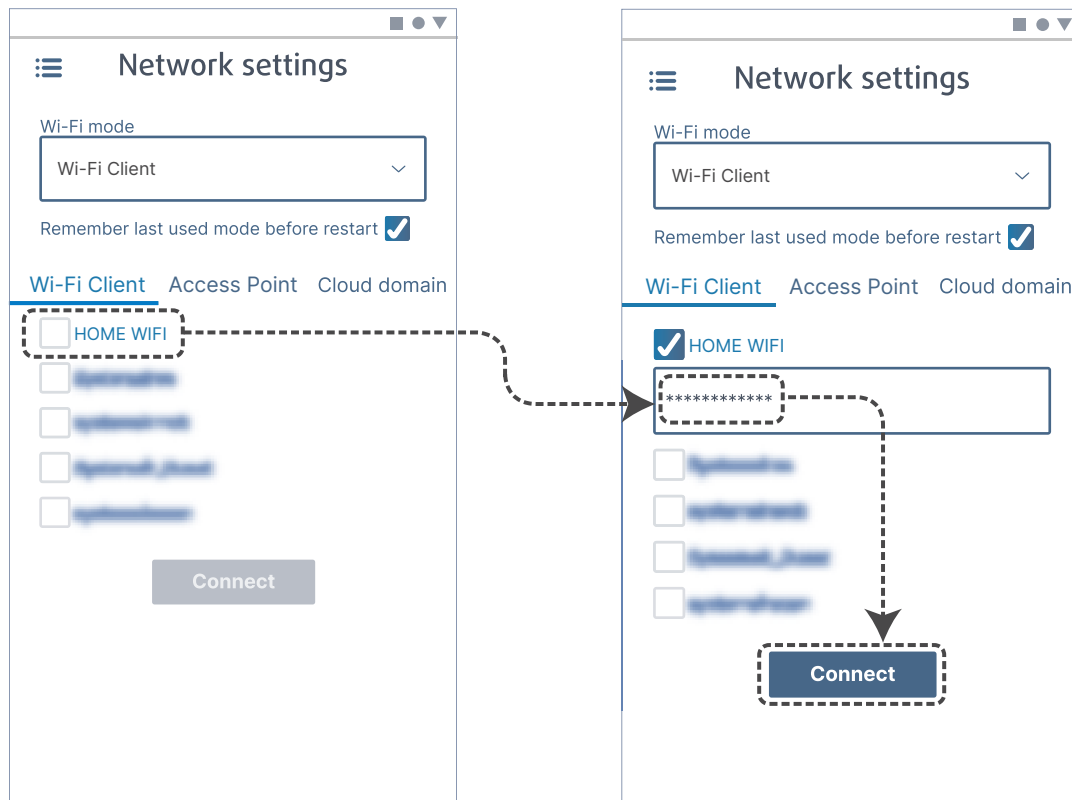 Network settings
Wi-Fi mode
Wi-Fi Client
Remember last used mode before restart
Wi-Fi Client Access Point Cloud domain
HOME WIFI
Connect
Network settings
Wi-Fi mode
Wi-Fi Client
Remember last used mode before restart
Wi-Fi Client Access Point Cloud domain
HOME WIFI
************
Connect